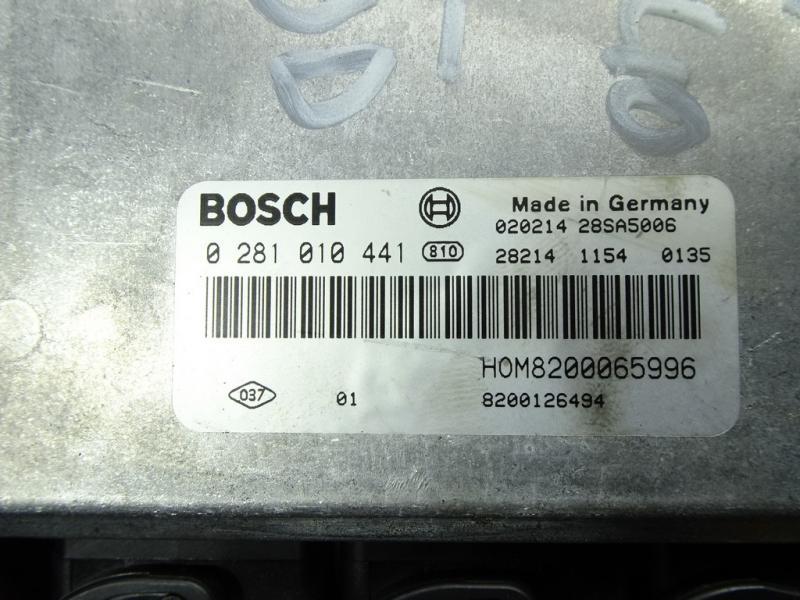 BOSCH
Made in Germany
020214 28SA5006
0 281 010 441 810
28214 1154 0135
HOM8200065996
037 01
8200126494